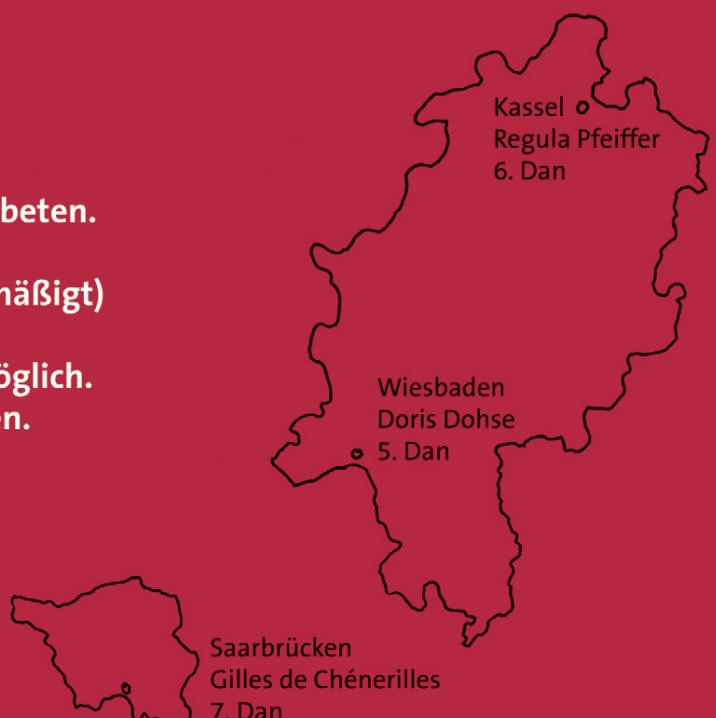 beten.
mäßigt)
öglich.
en.
Kassel
Regula Pfeiffer
6. Dan
Wiesbaden
Doris Dohse
5. Dan
Saarbrücken
Gilles de Chénerilles
7. Dan